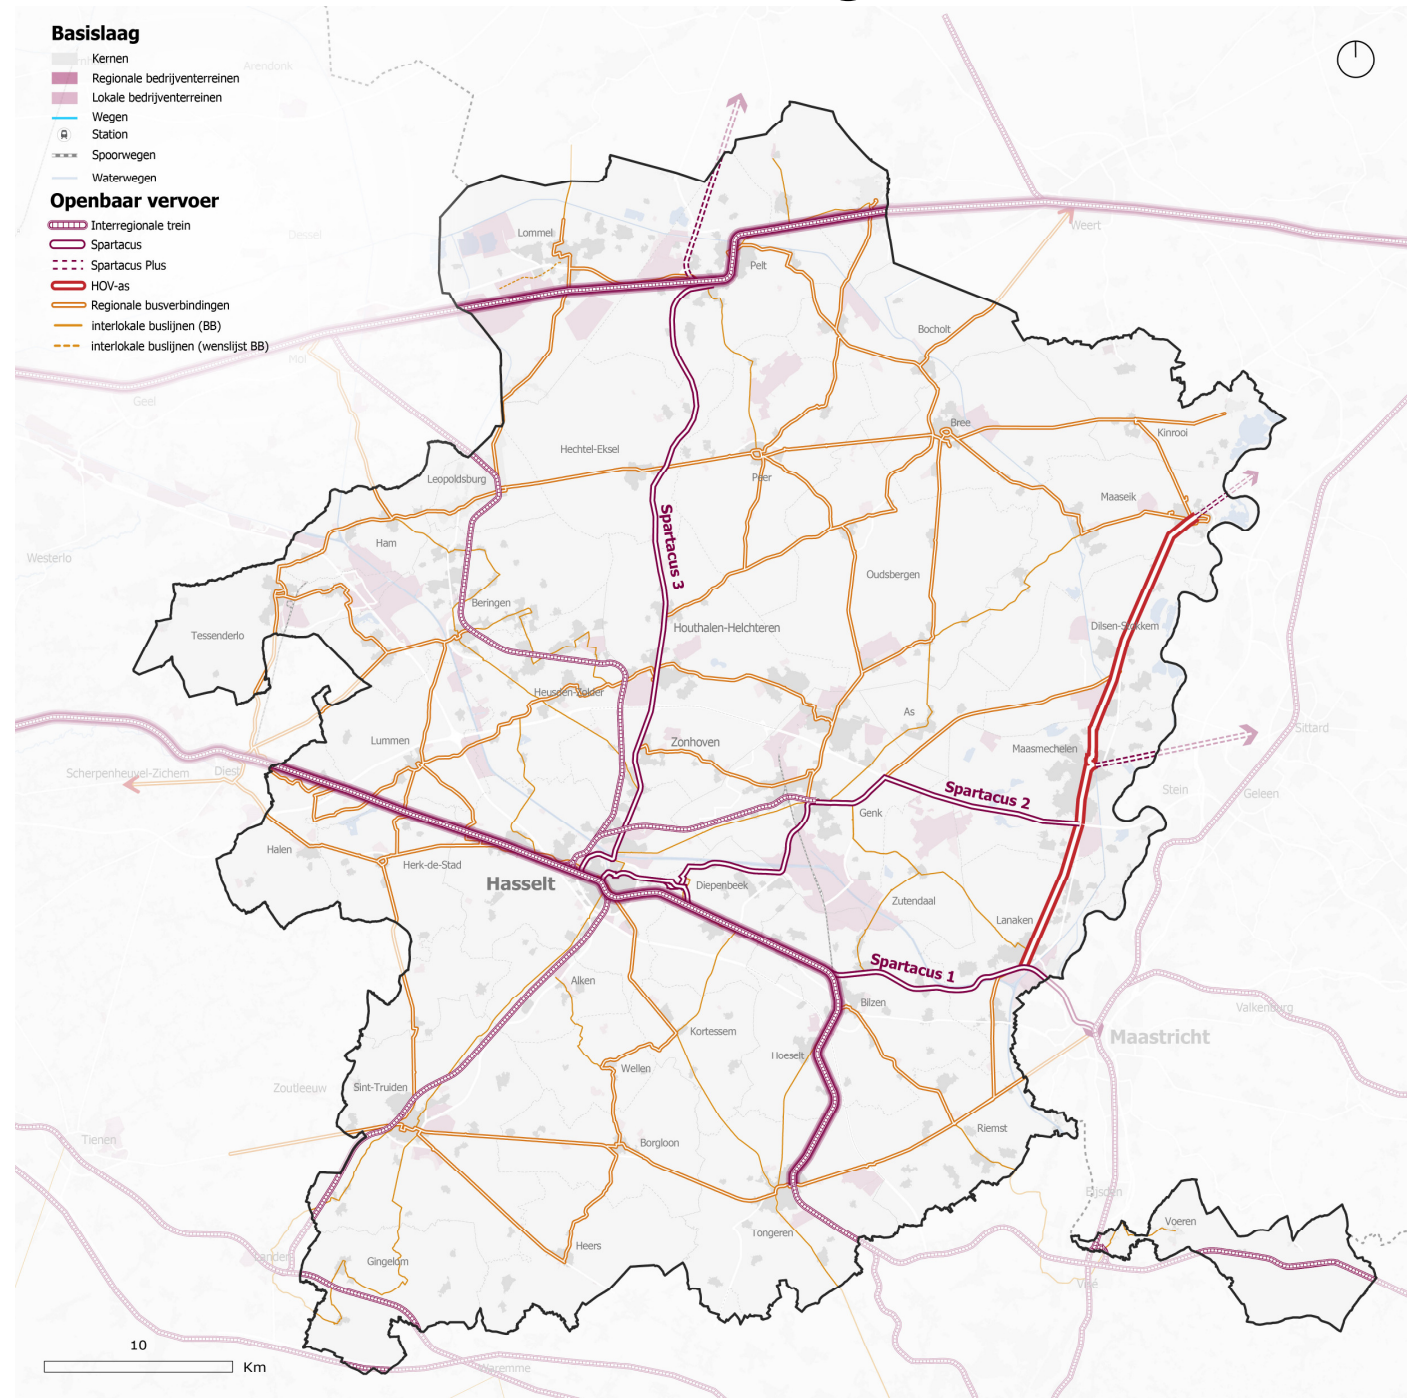 Basislaag
Kernen
Regionale bedrijventerreinen
Lokale bedrijventerreinen
Wegen
Station
Spoorwegen
Waterwegen
Openbaar vervoer
Interregionale trein
Spartacus
Spartacus Plus
HOV-as
Regionale busverbindingen
interlokale buslijnen (BB)
interlokale buslijnen (wenslijst BB)
Arendonk
Dessel
Lommel
Weert
Pelt
Bocholt
Mol
Geel
Bree
Kinrooi
Hechtel-Eksel
Peer
Leopoldsburg
Maaseik
Spartacus 3
Ham
Westerlo
Oudsbergen
Beringen
Tessenderlo
Houthalen-Helchteren
Dilsen-Stokkem
Heusden-Zolder
As
Sittard
Lummen
Zonhoven
Maasmechelen
Scherpenheuvel-Zichem
Diest
Stein
Geleen
Spartacus 2
Genk
Halen
Herk-de-Stad
Hasselt
Diepenbeek
Zutendaal
Lanaken
Spartacus 1
Alken
Bilzen
Valkenburg
Kortessem
Maastricht
Hoeselt
Wellen
Zoutleeuw
Sint-Truiden
Riemst
Tienen
Borgloon
Eijsden
Voeren
Tongeren
Heers
Landen
Gingelom
Visé
Waremme
10
Km